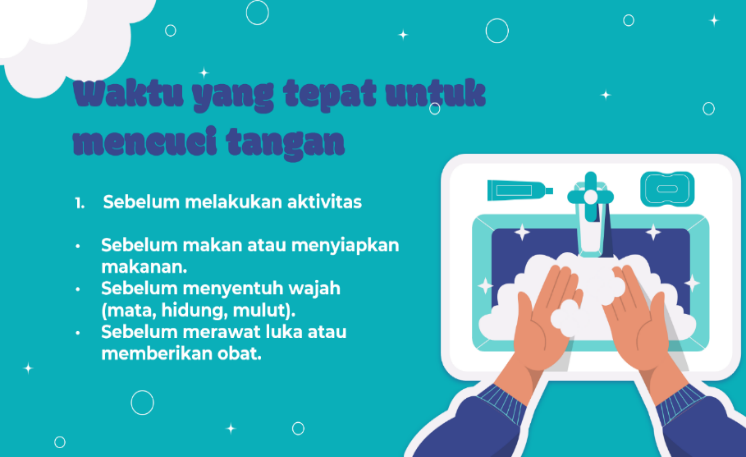 Waktu yang tepat untuk
mencuci tangan
1. Sebelum melakukan aktivitas
• Sebelum makan atau menyiapkan
makanan.
• Sebelum menyentuh wajah
(mata, hidung, mulut).
• Sebelum merawat luka atau
memberikan obat.